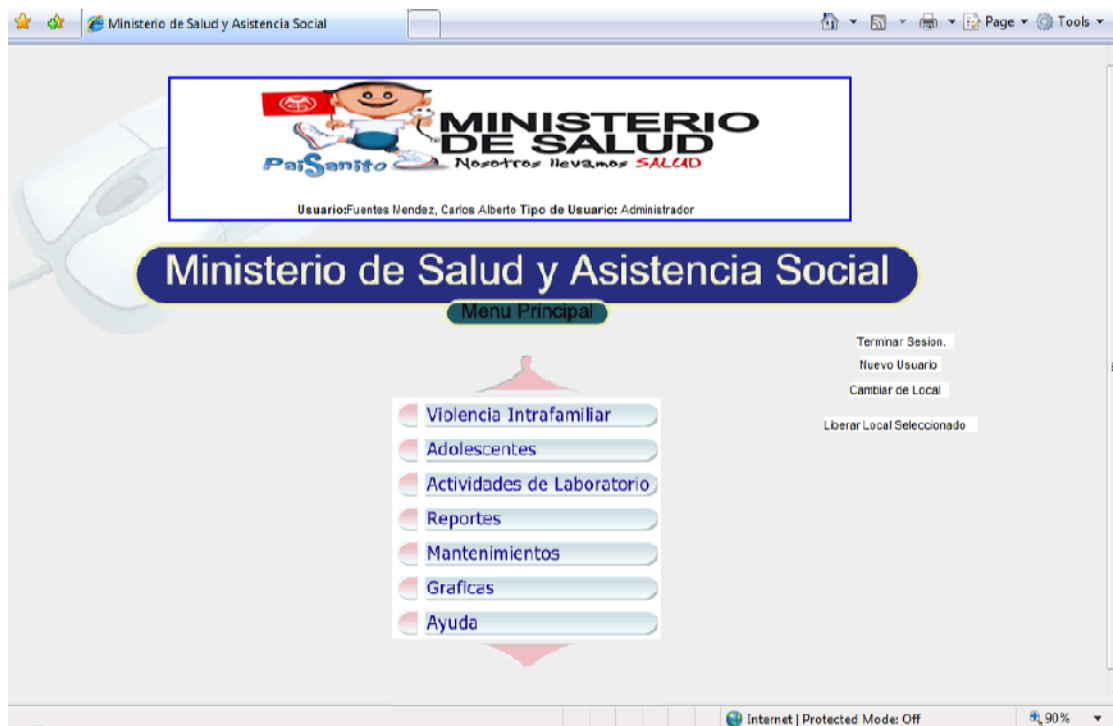 Ministerio de Salud y Asistencia Social
Page
Tools
MINISTERIO
DE SALUD
PaiSanito
Nosotros llevamos SALUD
Usuario:Fuentes Mendez, Carlos Alberto Tipo de Usuario: Administrador
Ministerio de Salud y Asistencia Social
Menu Principal
Terminar Sesion.
Nuevo Usuario
Cambiar de Local
Liberar Local Seleccionado
Violencia Intrafamiliar
Adolescentes
Actividades de Laboratorio
Reportes
Mantenimientos
Graficas
Ayuda
Internet | Protected Mode: Off
90%